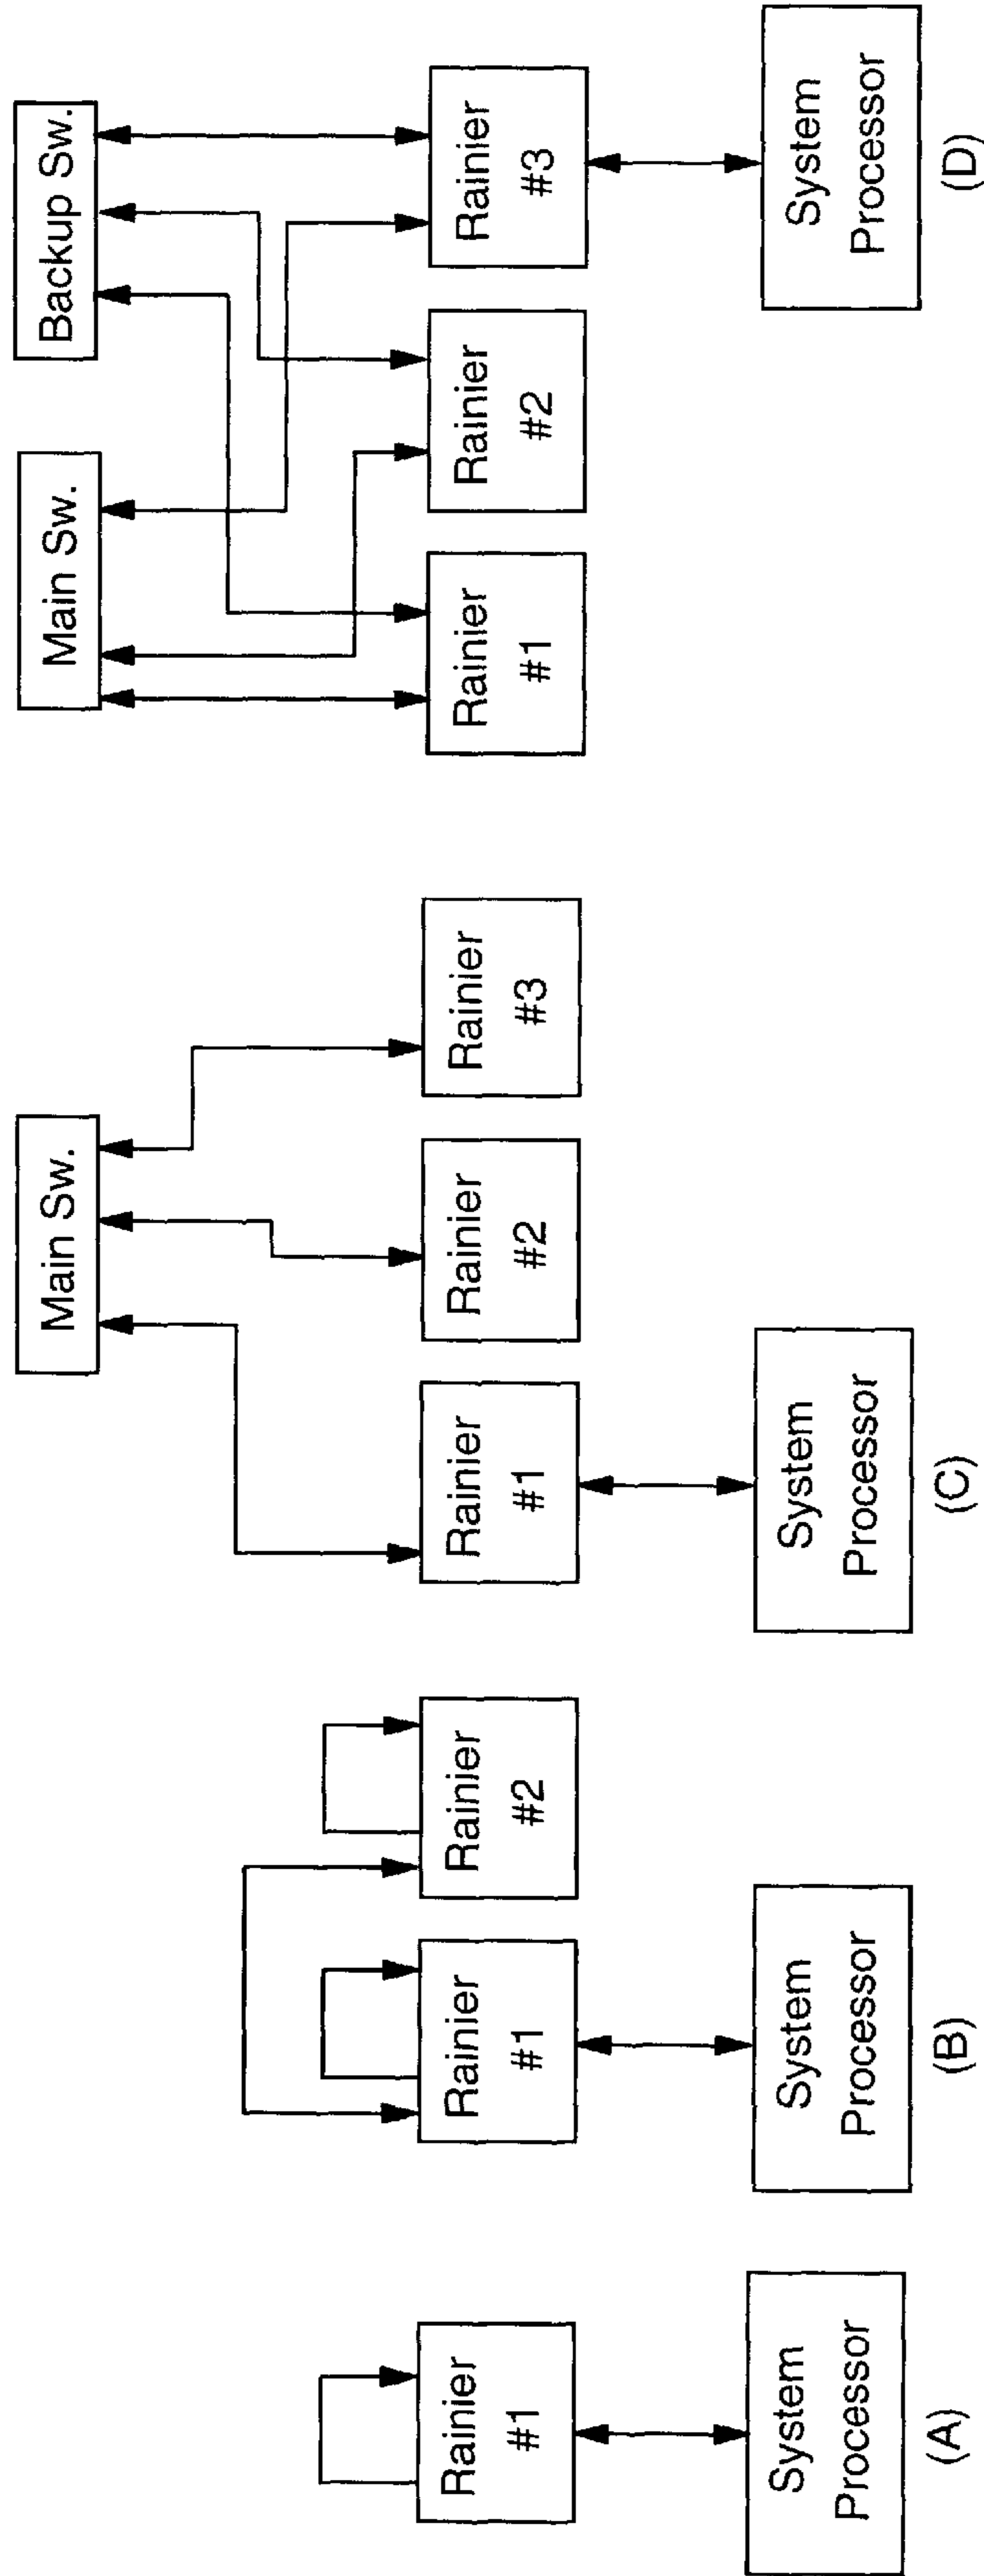 Rainier
#1
System
Processor
(A)
Rainier
#1
Rainier
#2
System
Processor
(B)
Main Sw.
Rainier
#1
Rainier
#2
Rainier
#3
System
Processor
(C)
Main Sw.
Backup Sw.
Rainier
#1
Rainier
#2
Rainier
#3
System
Processor
(D)